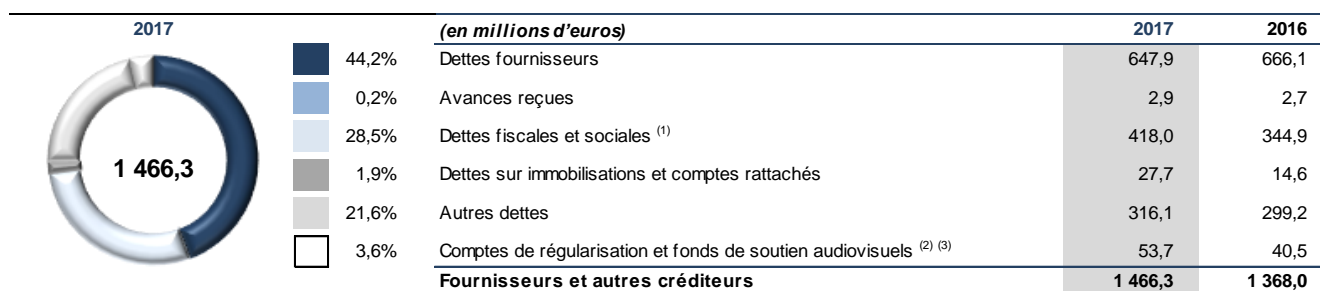 2017 (en millions d'euros) 2017 2016
44,2% Dettes fournisseurs 647,9 666,1
0,2% Avances reçues 2,9 2,7
28,5% Dettes fiscales et sociales (1) 418,0 344,9
1 466,3
1,9% Dettes sur immobilisations et comptes rattachés 27,7 14,6
21,6% Autres dettes 316,1 299,2
3,6% Comptes de régularisation et fonds de soutien audiovisuels (2) (3) 53,7 40,5
Fournisseurs et autres créditeurs 1 466,3 1 368,0